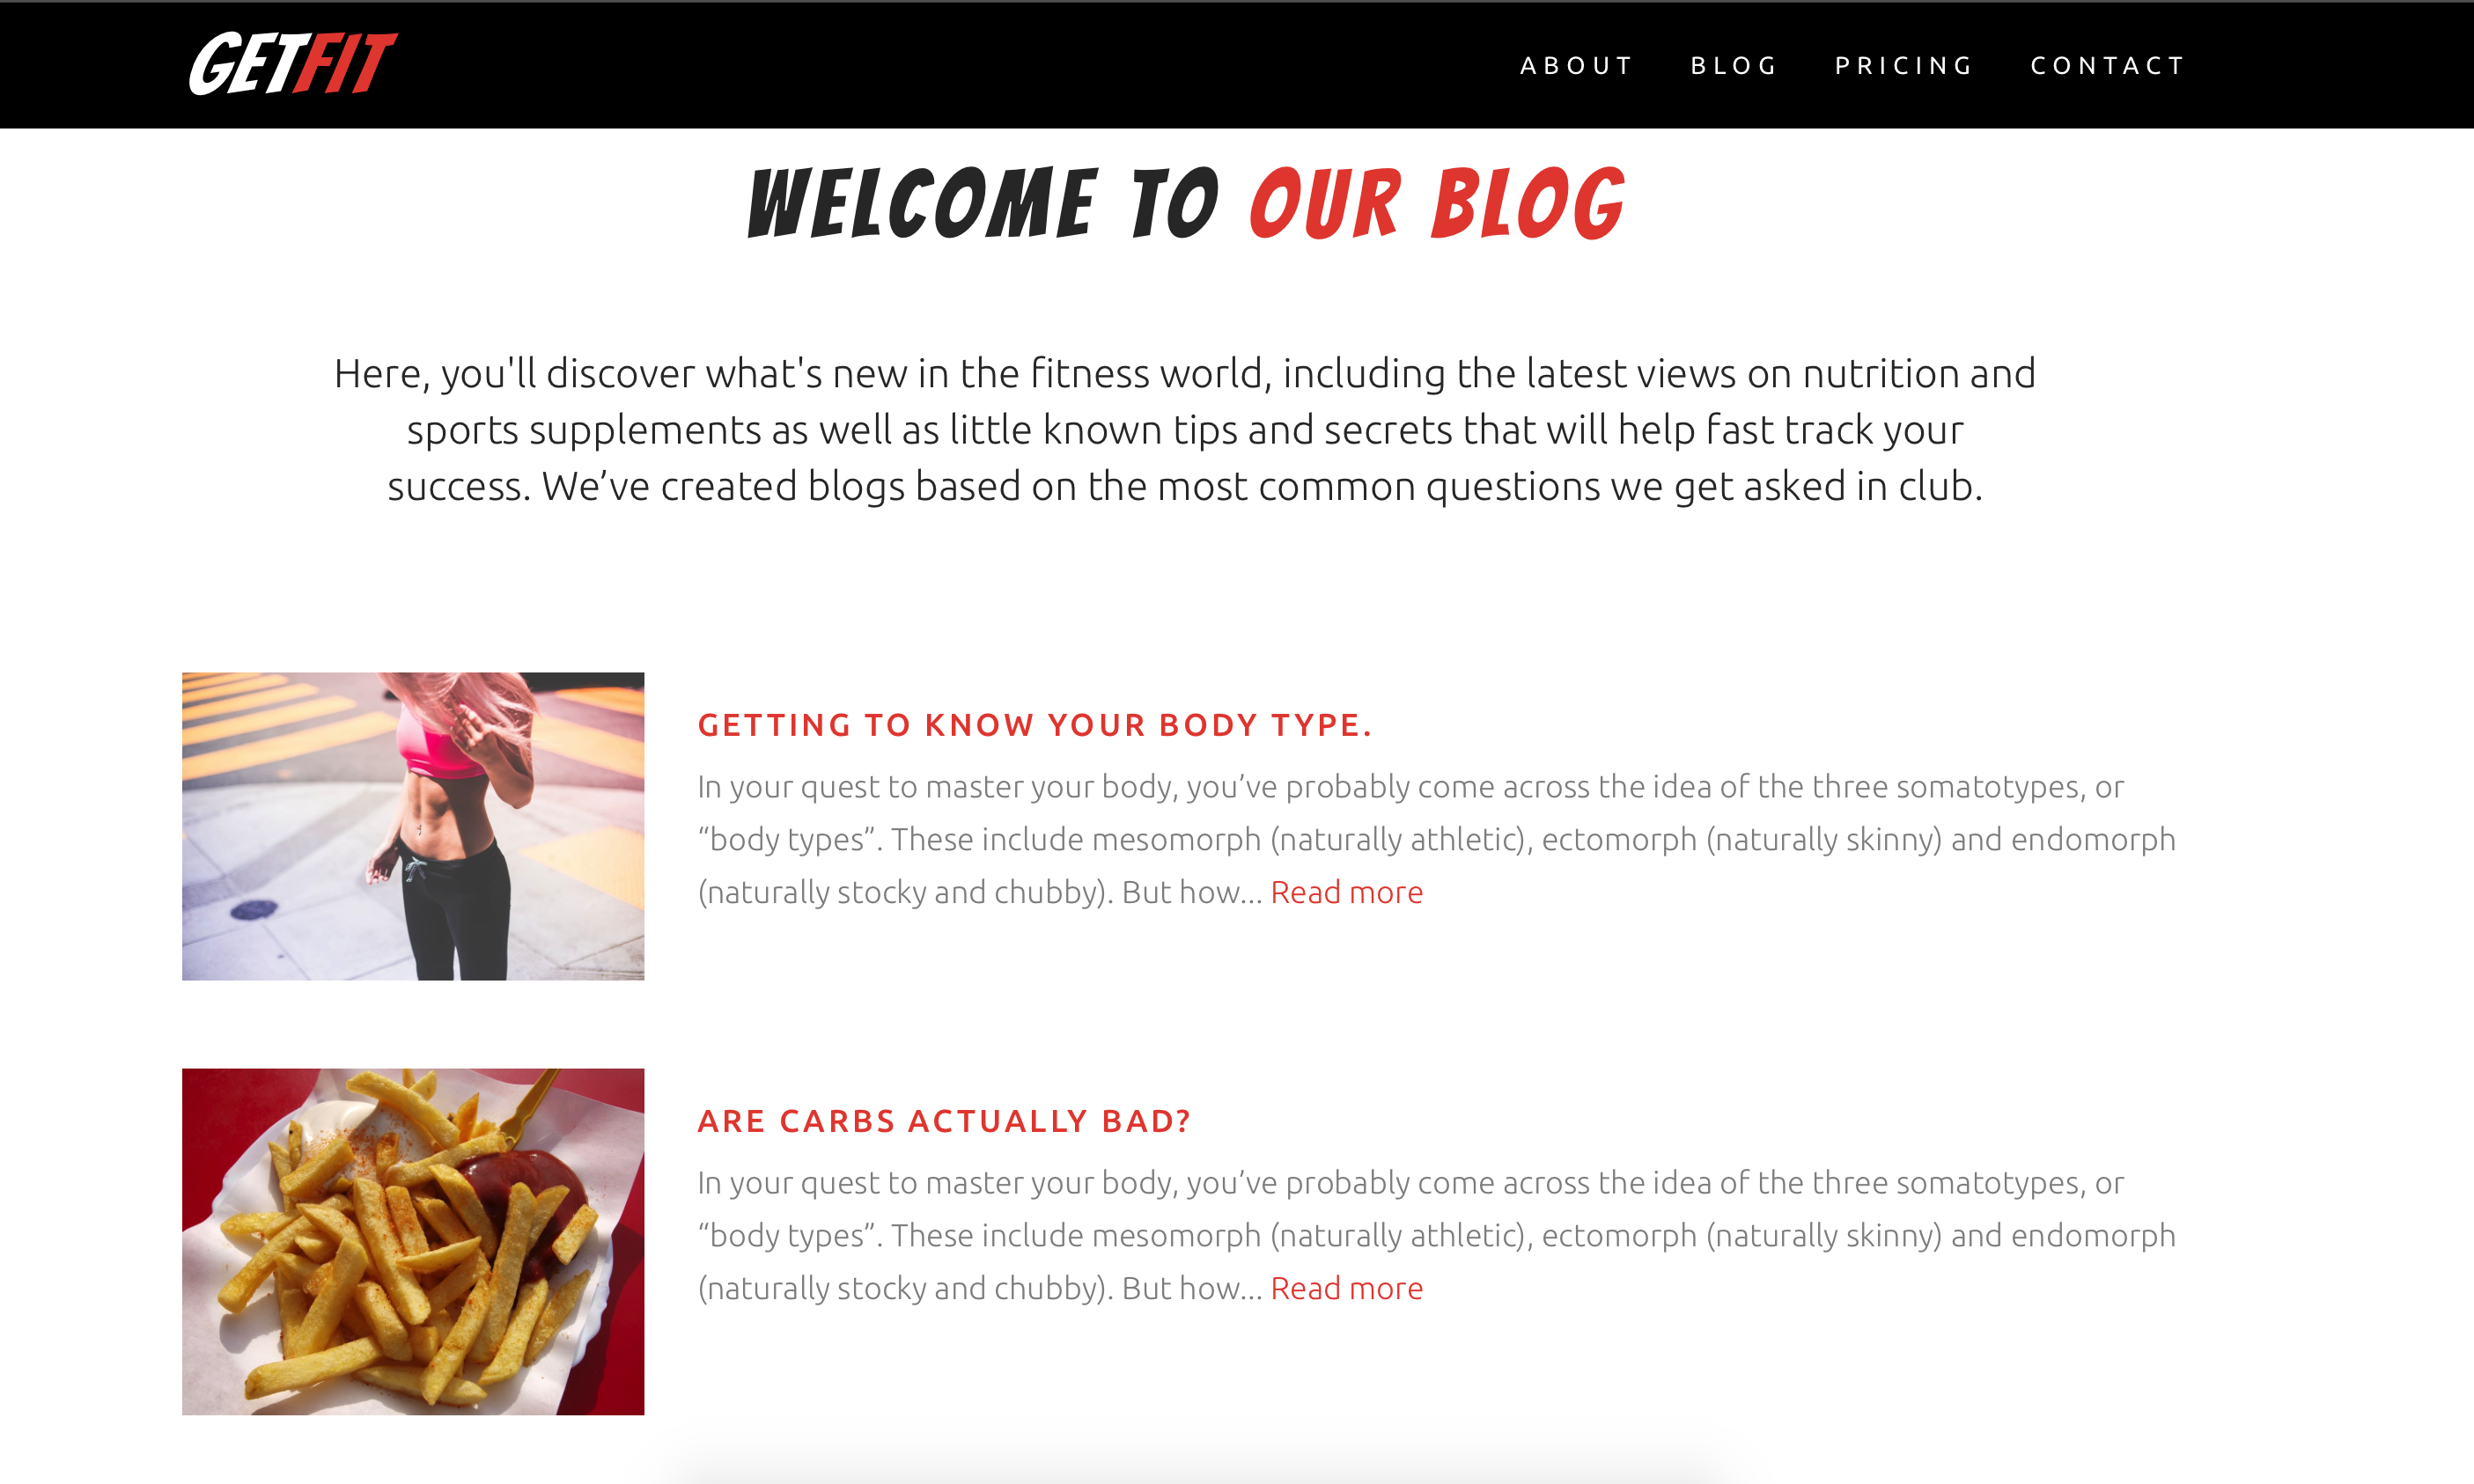 GETFIT
ABOUT BLOG PRICING CONTACT
WELCOME TO OUR BLOG
Here, you'll discover what's new in the fitness world, including the latest views on nutrition and
sports supplements as well as little known tips and secrets that will help fast track your
success. We’ve created blogs based on the most common questions we get asked in club.
GETTING TO KNOW YOUR BODY TYPE.
In your quest to master your body, you’ve probably come across the idea of the three somatotypes, or
“body types”. These include mesomorph (naturally athletic), ectomorph (naturally skinny) and endomorph
(naturally stocky and chubby). But how... Read more
ARE CARBS ACTUALLY BAD?
In your quest to master your body, you’ve probably come across the idea of the three somatotypes, or
“body types”. These include mesomorph (naturally athletic), ectomorph (naturally skinny) and endomorph
(naturally stocky and chubby). But how... Read more